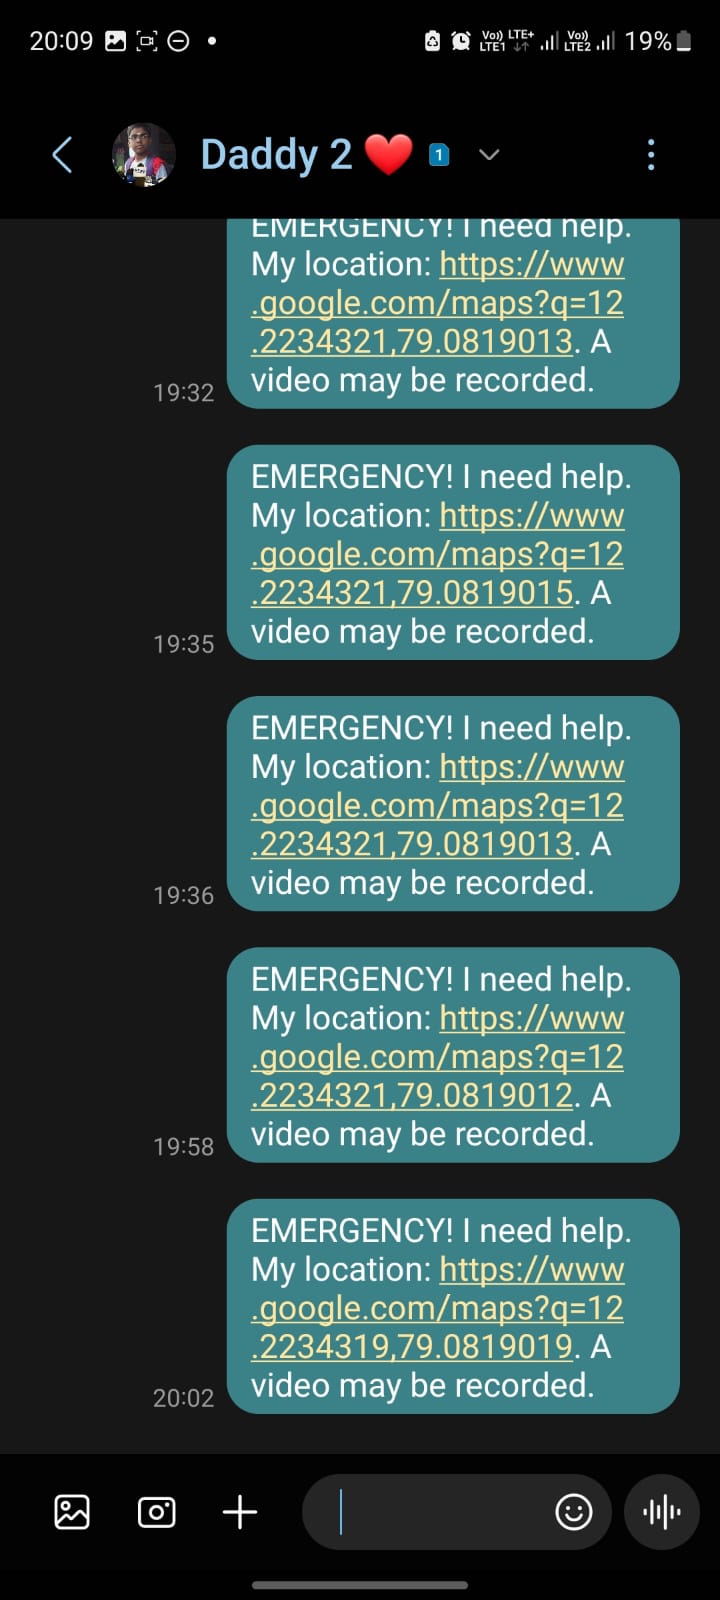 20:09 Vo)) LTE+ Vo)) 19%
LTE1 LTE2
Daddy 2 ❤️ 1
EMERGENCY! I need help.
My location: https://www
.google.com/maps?q=12
.2234321,79.0819013. A
video may be recorded.
19:32
EMERGENCY! I need help.
My location: https://www
.google.com/maps?q=12
.2234321,79.0819015. A
video may be recorded.
19:35
EMERGENCY! I need help.
My location: https://www
.google.com/maps?q=12
.2234321,79.0819013. A
video may be recorded.
19:36
EMERGENCY! I need help.
My location: https://www
.google.com/maps?q=12
.2234321,79.0819012. A
video may be recorded.
19:58
EMERGENCY! I need help.
My location: https://www
.google.com/maps?q=12
.2234319,79.0819019. A
video may be recorded.
20:02